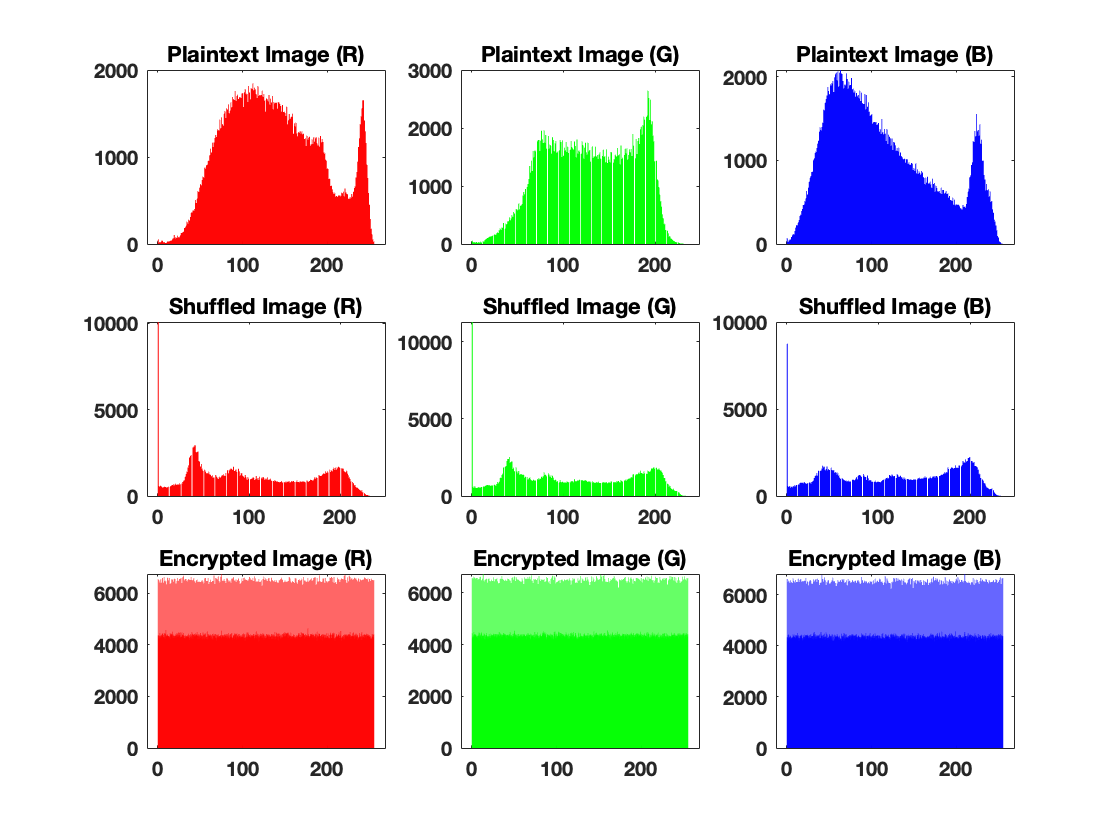 Plaintext Image (R) Plaintext Image (G) Plaintext Image (B)
2000 3000 2000
1000 2000 1000
1000
0 0 0
0 100 200 0 100 200 0 100 200
Shuffled Image (R) Shuffled Image (G) Shuffled Image (B)
10000 10000 10000
5000 5000 5000
0 0 0
0 100 200 0 100 200 0 100 200
Encrypted Image (R) Encrypted Image (G) Encrypted Image (B)
6000 6000 6000
4000 4000 4000
2000 2000 2000
0 0 0
0 100 200 0 100 200 0 100 200